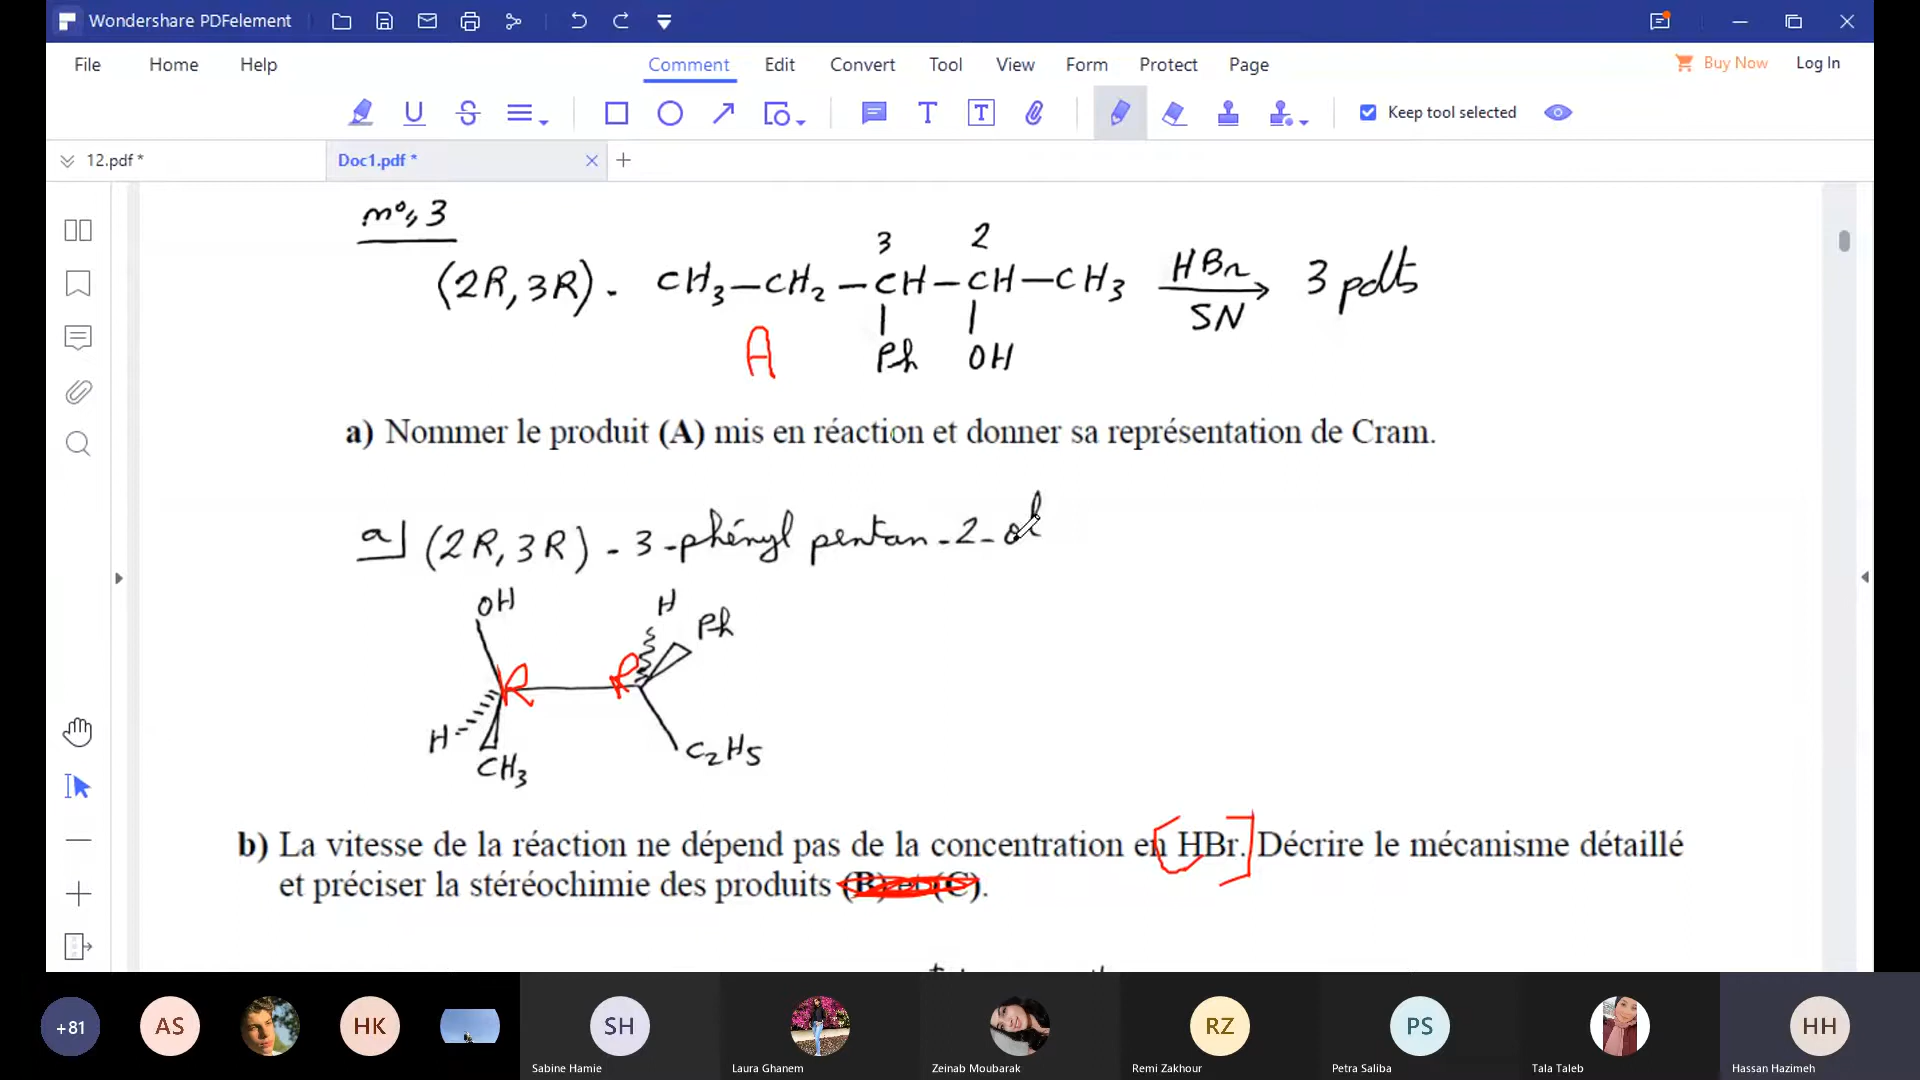 Wondershare PDFelement
File Home Help Comment Edit Convert Tool View Form Protect Page Buy Now Log In
Keep tool selected
12.pdf * Doc1.pdf *
n°3
3 2
(2R, 3R) - CH3—CH2—CH—CH—CH3 HBr SN 3 pdts
A Ph OH
a) Nommer le produit (A) mis en réaction et donner sa représentation de Cram.
a] (2R, 3R) - 3 - phényl pentan - 2 - ol
OH H Ph
R R
H CH3 C2H5
b) La vitesse de la réaction ne dépend pas de la concentration en HBr. Décrire le mécanisme détaillé
et préciser la stéréochimie des produits (B) et (C).
+81 AS HK SH RZ PS HH
Sabine Hamie Laura Ghanem Zeinab Moubarak Remi Zakhour Petra Saliba Tala Taleb Hassan Hazimeh